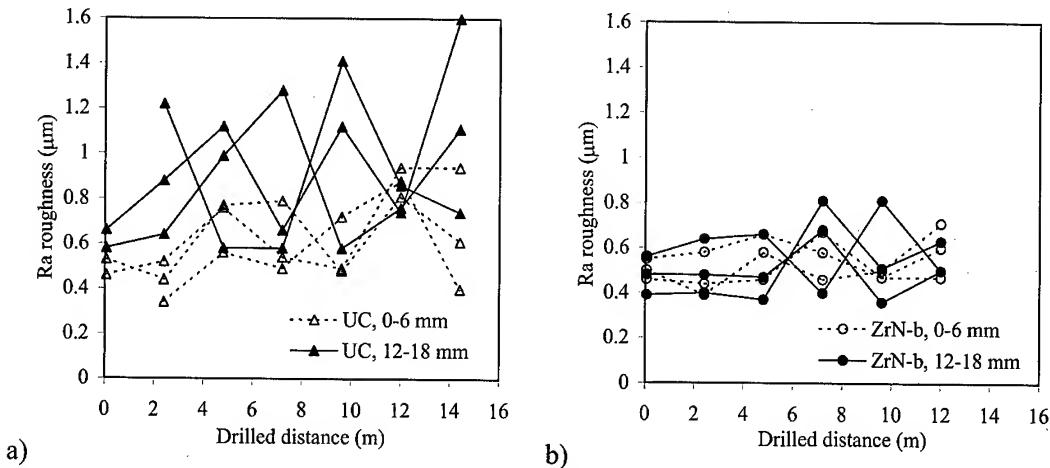 1.6
1.4
1.2
1
0.8
0.6
0.4
0.2
0
Ra roughness (µm)
UC, 0-6 mm
UC, 12-18 mm
0 2 4 6 8 10 12 14 16
Drilled distance (m)
a)
1.6
1.4
1.2
1
0.8
0.6
0.4
0.2
0
Ra roughness (µm)
ZrN-b, 0-6 mm
ZrN-b, 12-18 mm
0 2 4 6 8 10 12 14 16
Drilled distance (m)
b)